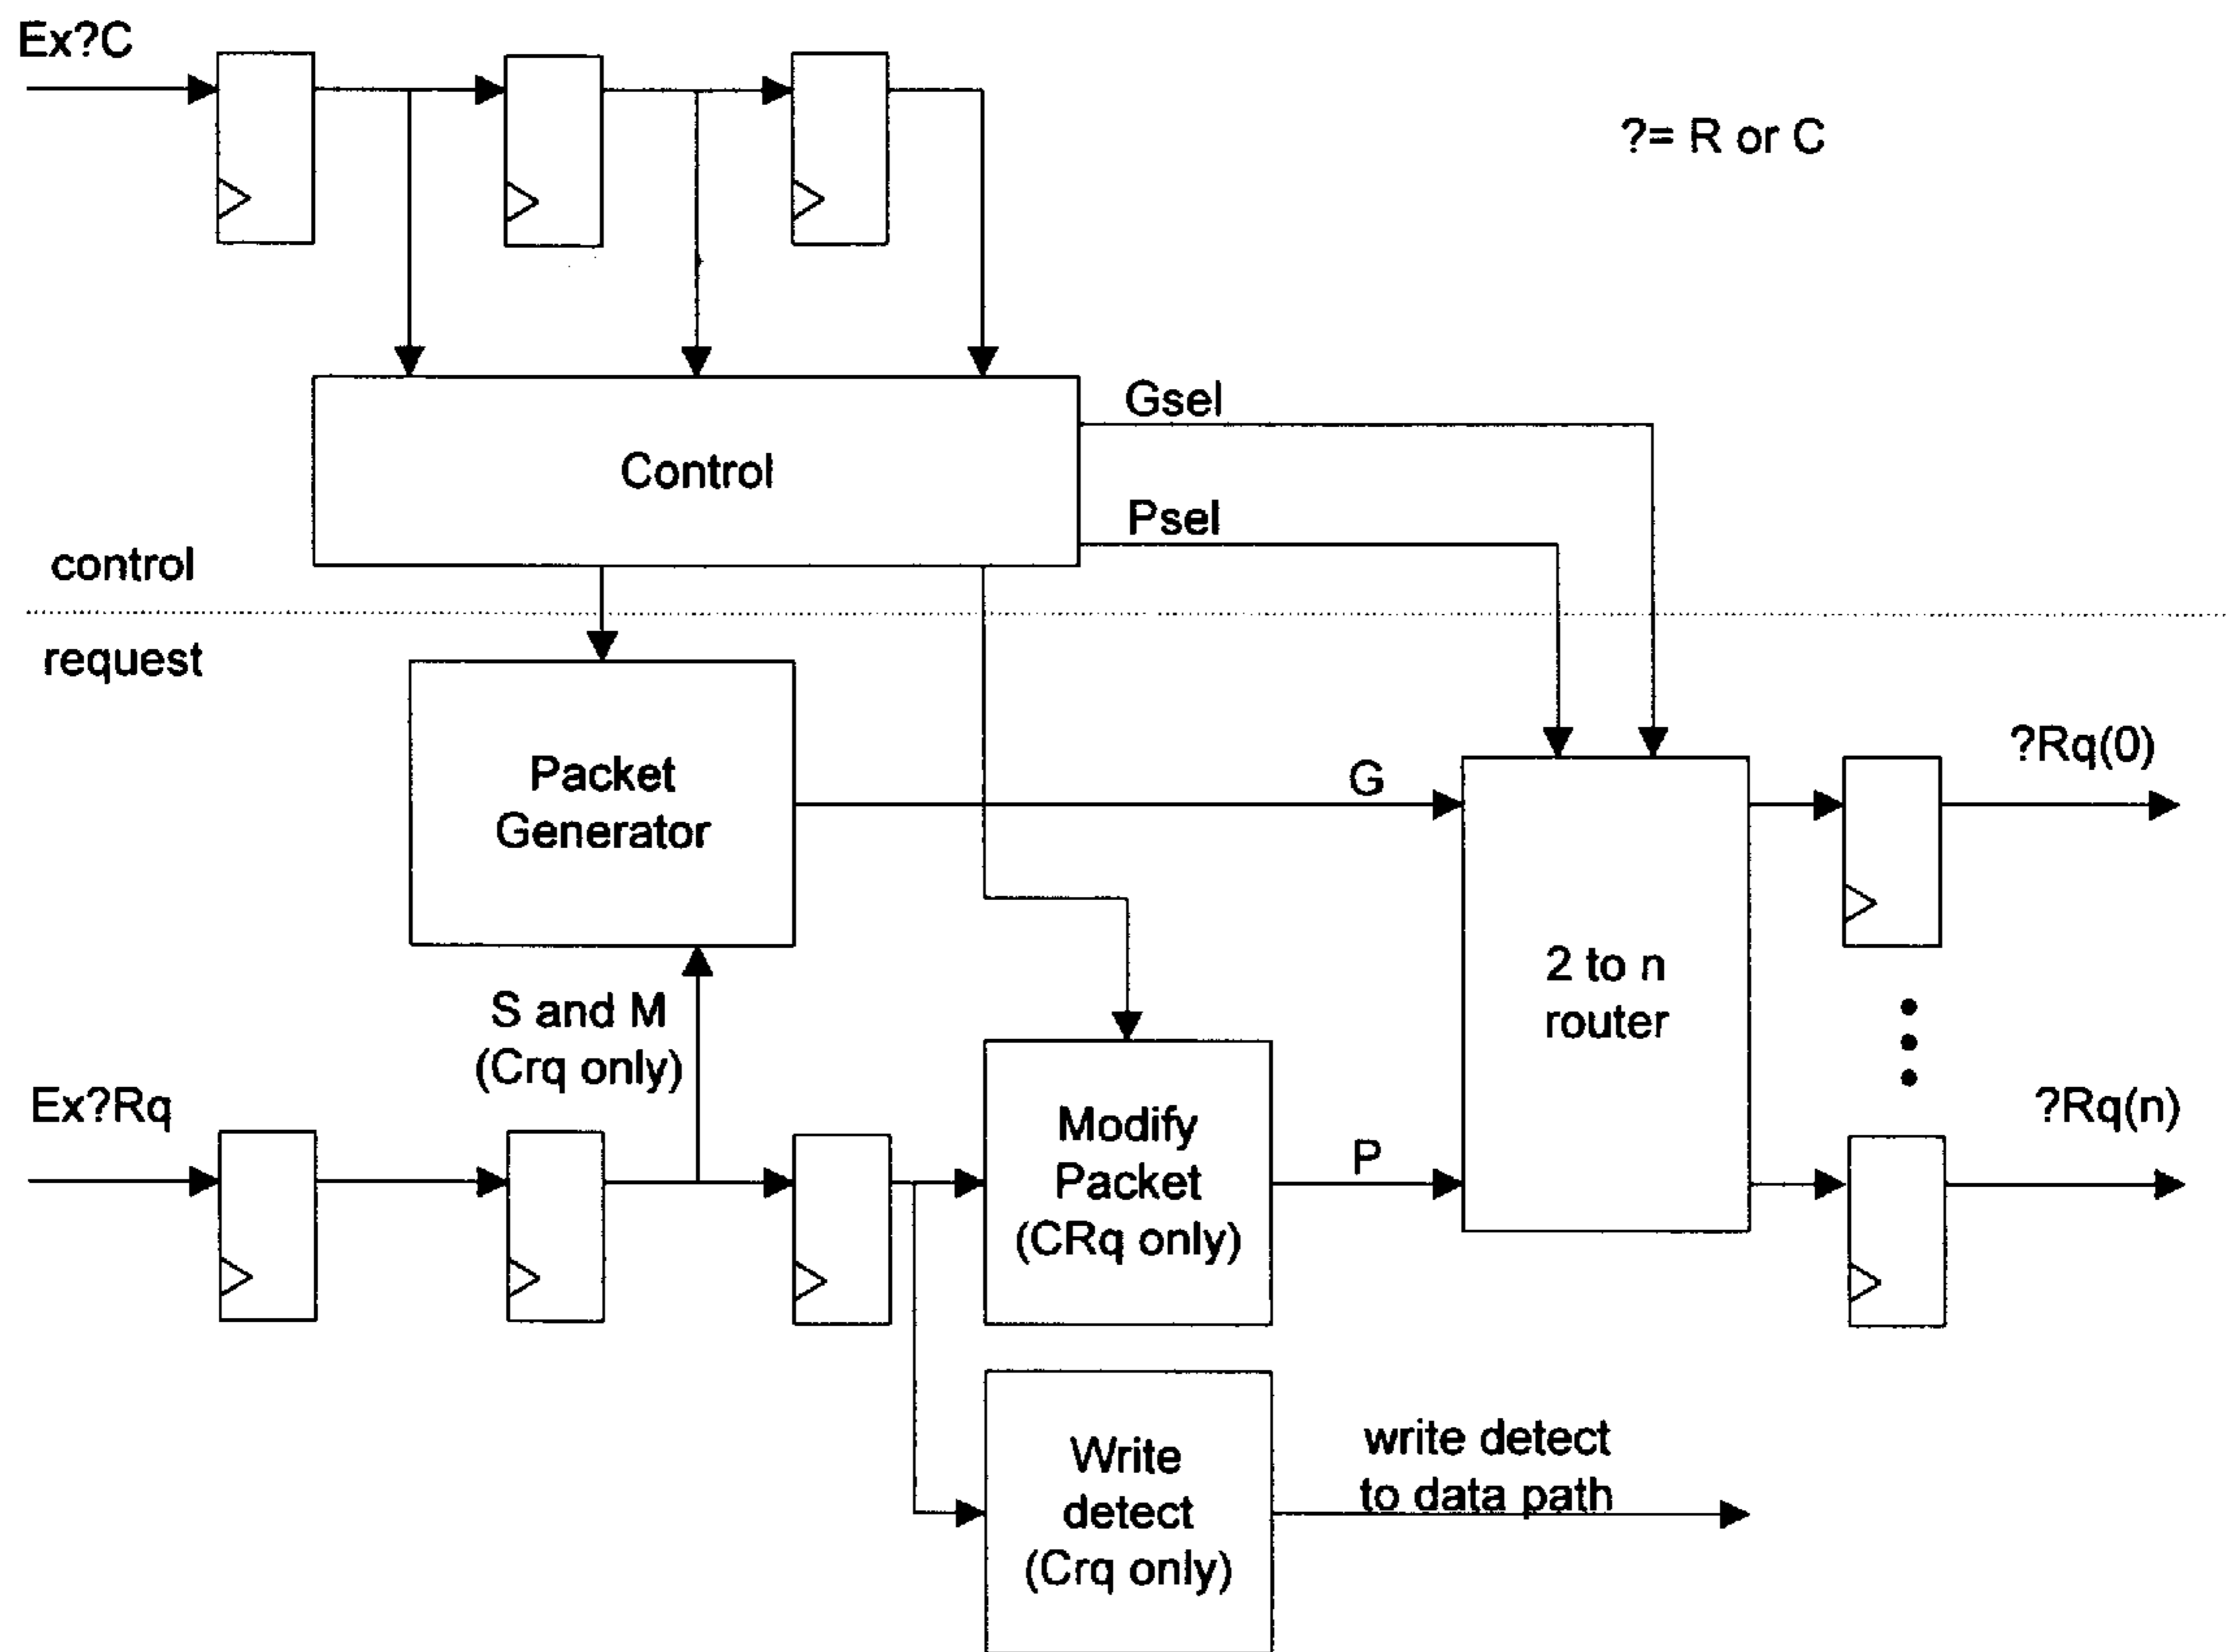 Ex?C
?= R or C
Gsel
Control
Psel
control
request
Packet
Generator
G
?Rq(0)
2 to n
router
S and M
(Crq only)
Ex?Rq
Modify
Packet
(CRq only)
P
?Rq(n)
Write
detect
(Crq only)
write detect
to data path